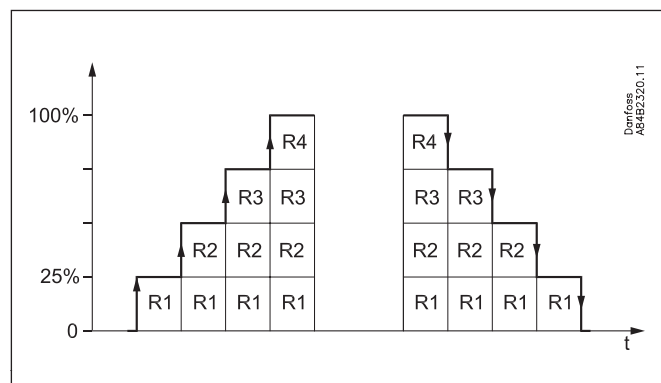 Danfoss
A84B2320.11
100%
R4 R4
R3 R3 R3 R3
R2 R2 R2 R2 R2 R2
25%
R1 R1 R1 R1 R1 R1 R1 R1
0
t